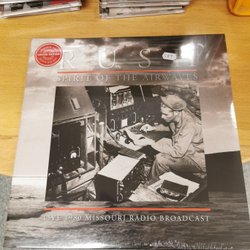 RUSH
SPIRIT OF THE AIRWAVES
LIVE 1980 MISSOURI RADIO BROADCAST